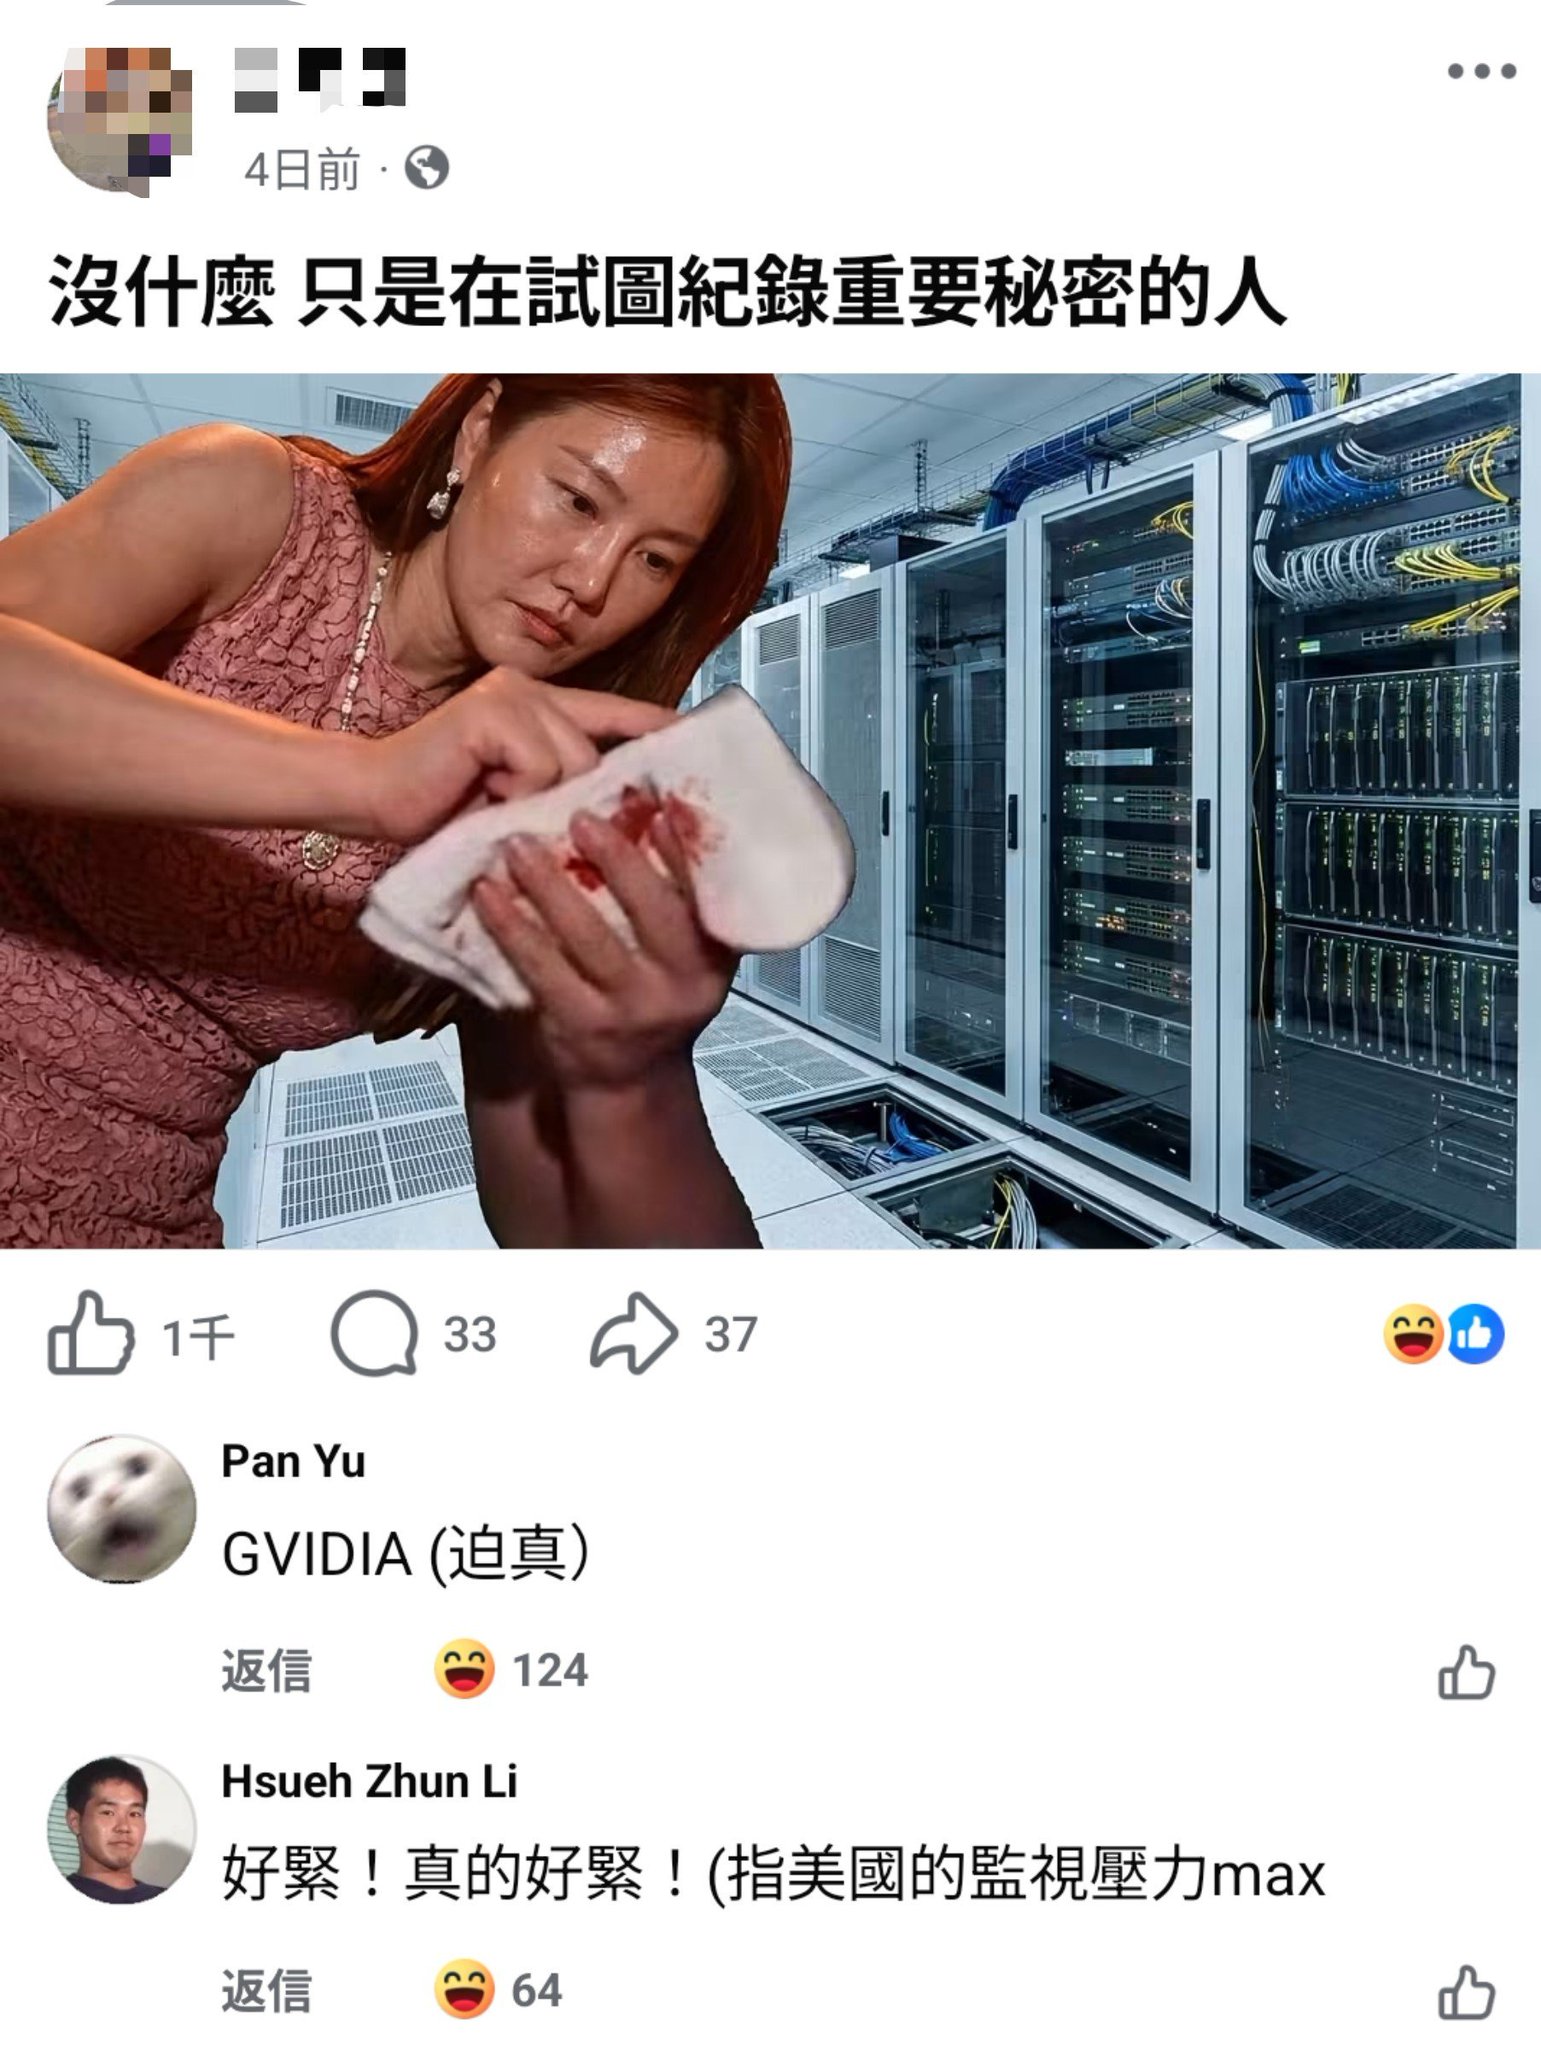 4日前 ·
沒什麼 只是在試圖紀錄重要秘密的人
1千 33 37
Pan Yu
GVIDIA (迫真）
返信 124
Hsueh Zhun Li
好緊！真的好緊！(指美國的監視壓力max
返信 64